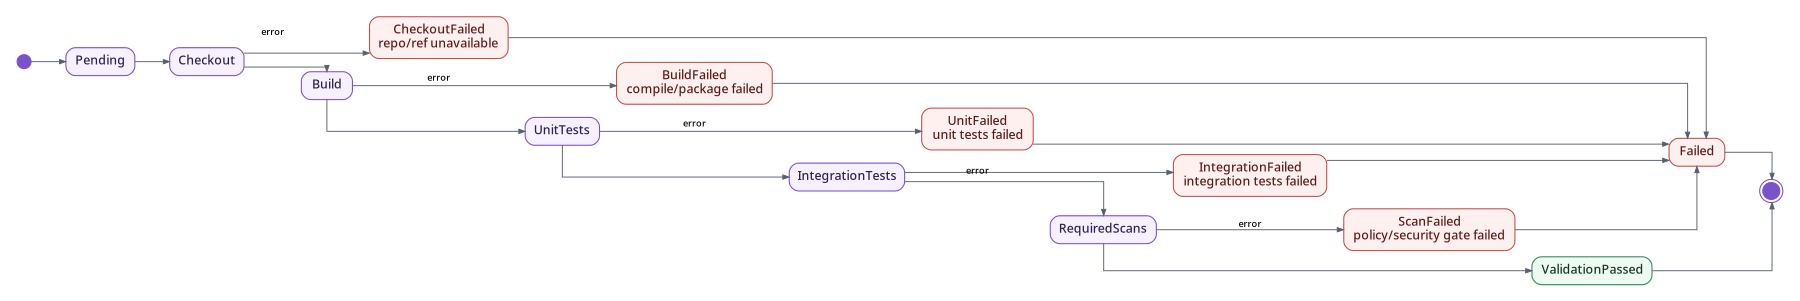 Pending
Checkout
error
CheckoutFailed
repo/ref unavailable
Build
error
BuildFailed
compile/package failed
UnitTests
error
UnitFailed
unit tests failed
IntegrationTests
error
IntegrationFailed
integration tests failed
RequiredScans
error
ScanFailed
policy/security gate failed
ValidationPassed
Failed